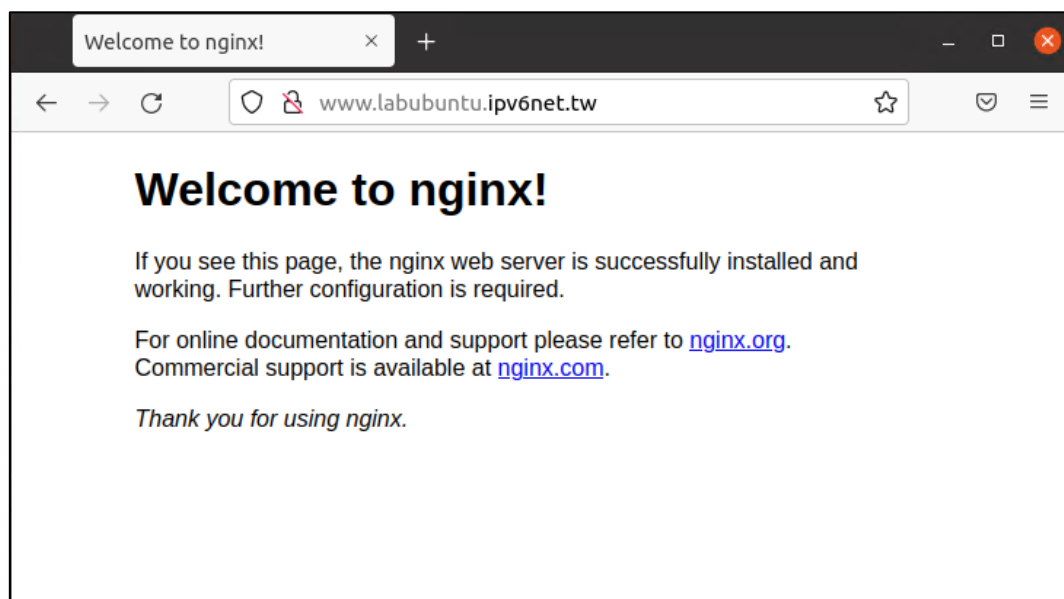 Welcome to nginx!
www.labubuntu.ipv6net.tw
Welcome to nginx!
If you see this page, the nginx web server is successfully installed and
working. Further configuration is required.
For online documentation and support please refer to nginx.org.
Commercial support is available at nginx.com.
Thank you for using nginx.